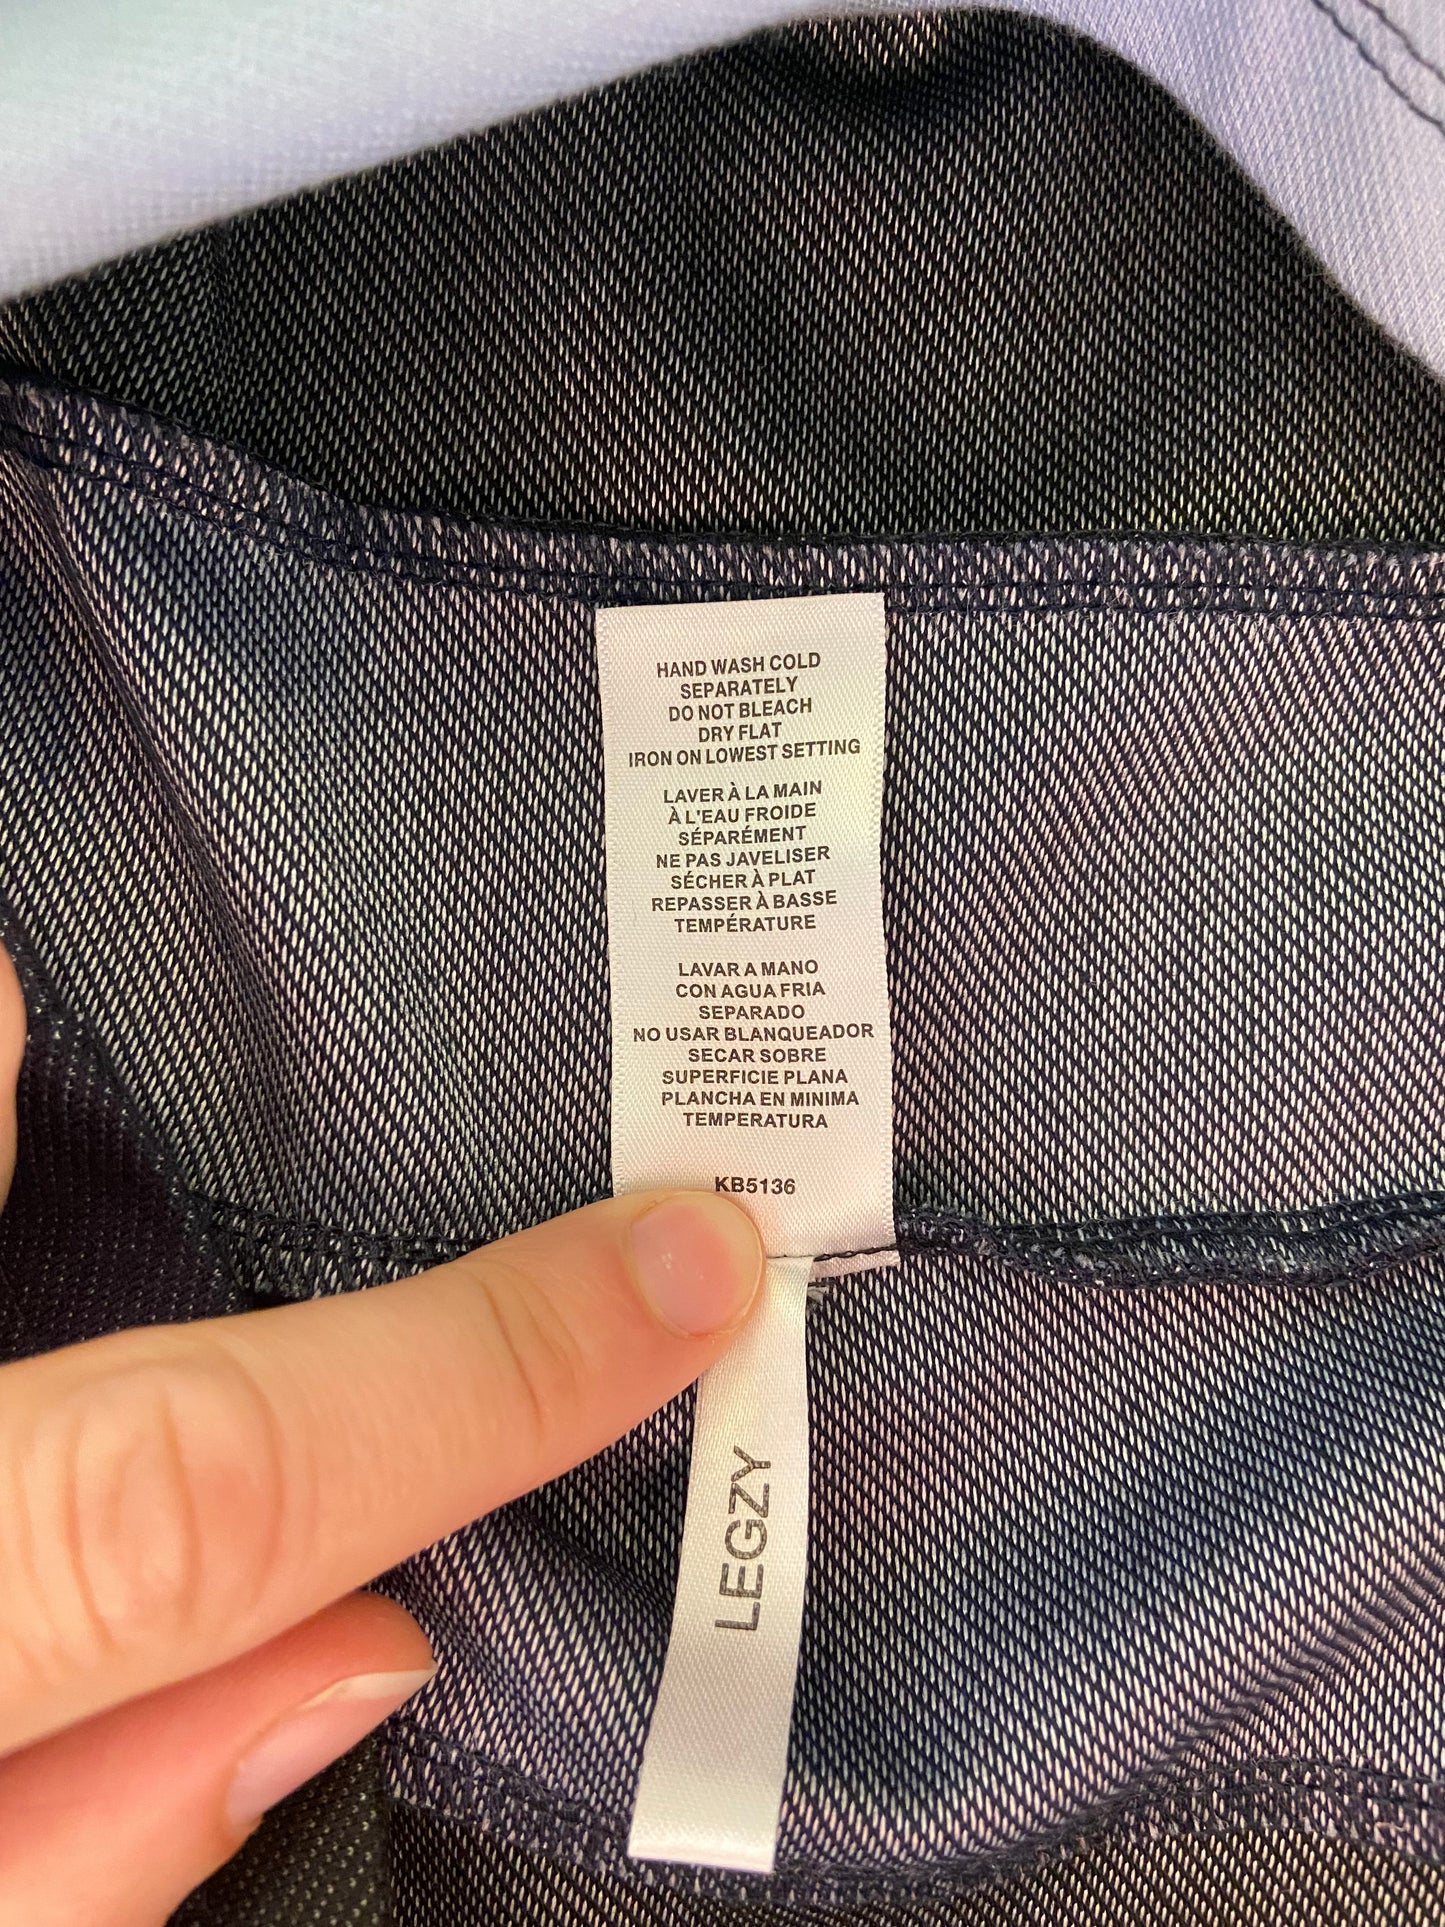 HAND WASH COLD
SEPARATELY
DO NOT BLEACH
DRY FLAT
IRON ON LOWEST SETTING
LAVER À LA MAIN
À L'EAU FROIDE
SÉPARÉMENT
NE PAS JAVELISER
SÉCHER À PLAT
REPASSER À BASSE
TEMPÉRATURE
LAVAR A MANO
CON AGUA FRIA
SEPARADO
NO USAR BLANQUEADOR
SECAR SOBRE
SUPERFICIE PLANA
PLANCHA EN MINIMA
TEMPERATURA
KB5136
LEGZY